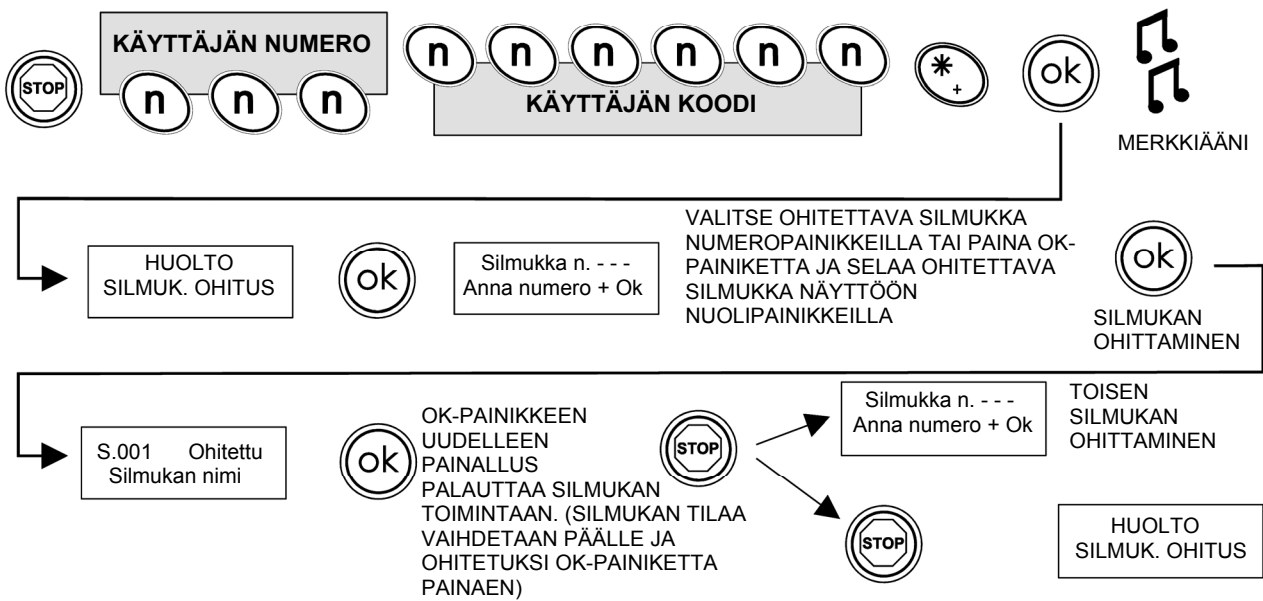 STOP
KÄYTTÄJÄN NUMERO
n n n
n n n n n n
KÄYTTÄJÄN KOODI
* +
ok
MERKKIÄÄNI
HUOLTO
SILMUK. OHITUS
ok
Silmukka n. - - -
Anna numero + Ok
VALITSE OHITETTAVA SILMUKKA
NUMEROPAINIKKEILLA TAI PAINA OK-
PAINIKETTA JA SELAA OHITETTAVA
SILMUKKA NÄYTTÖÖN
NUOLIPAINIKKEILLA
ok
SILMUKAN
OHITTAMINEN
S.001 Ohitettu
Silmukan nimi
ok
OK-PAINIKKEEN
UUDELLEEN
PAINALLUS
PALAUTTAA SILMUKAN
TOIMINTAAN. (SILMUKAN TILAA
VAIHDETAAN PÄÄLLE JA
OHITETUKSI OK-PAINIKETTA
PAINAEN)
STOP
Silmukka n. - - -
Anna numero + Ok
TOISEN
SILMUKAN
OHITTAMINEN
STOP
HUOLTO
SILMUK. OHITUS